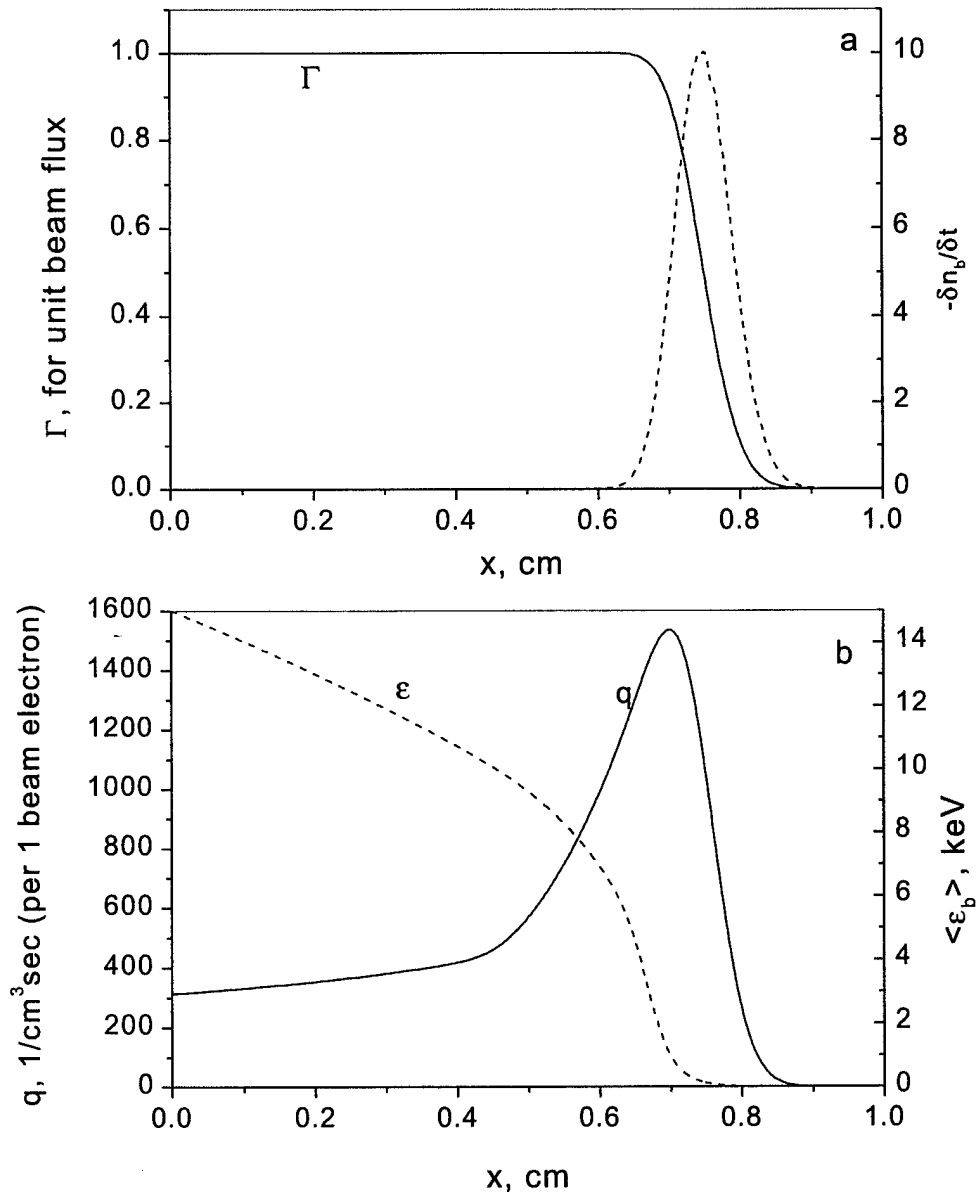 a
1.0
0.8
0.6
0.4
0.2
0.0
Γ, for unit beam flux
Γ
10
8
6
4
2
0
-δn_b/δt
0.0 0.2 0.4 0.6 0.8 1.0
x, cm
b
1600
1400
1200
1000
800
600
400
200
0
q, 1/cm³sec (per 1 beam electron)
ε
q
14
12
10
8
6
4
2
0
<ε_b>, keV
0.0 0.2 0.4 0.6 0.8 1.0
x, cm